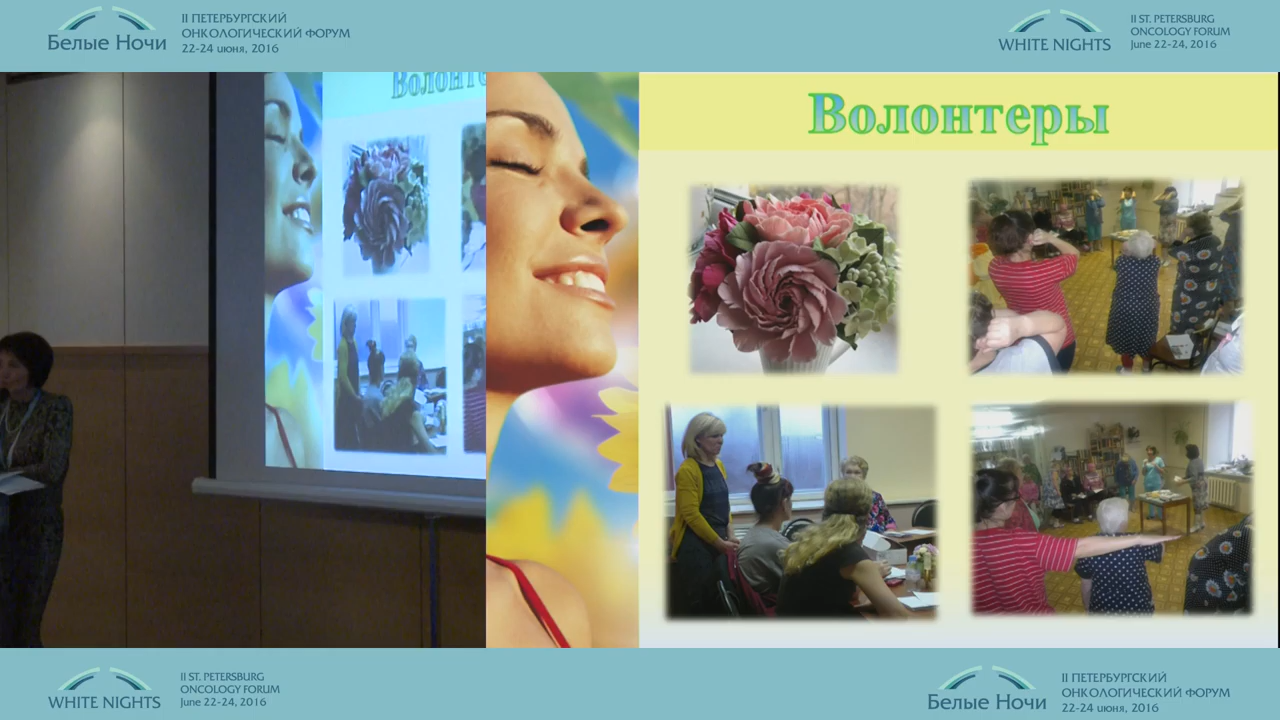 Белые Ночи
II ПЕТЕРБУРГСКИЙ
ОНКОЛОГИЧЕСКИЙ ФОРУМ
22-24 июня, 2016
WHITE NIGHTS
II ST. PETERSBURG
ONCOLOGY FORUM
June 22-24, 2016
Волонте
Волонтеры
WHITE NIGHTS
II ST. PETERSBURG
ONCOLOGY FORUM
June 22-24, 2016
Белые Ночи
II ПЕТЕРБУРГСКИЙ
ОНКОЛОГИЧЕСКИЙ ФОРУМ
22-24 июня, 2016